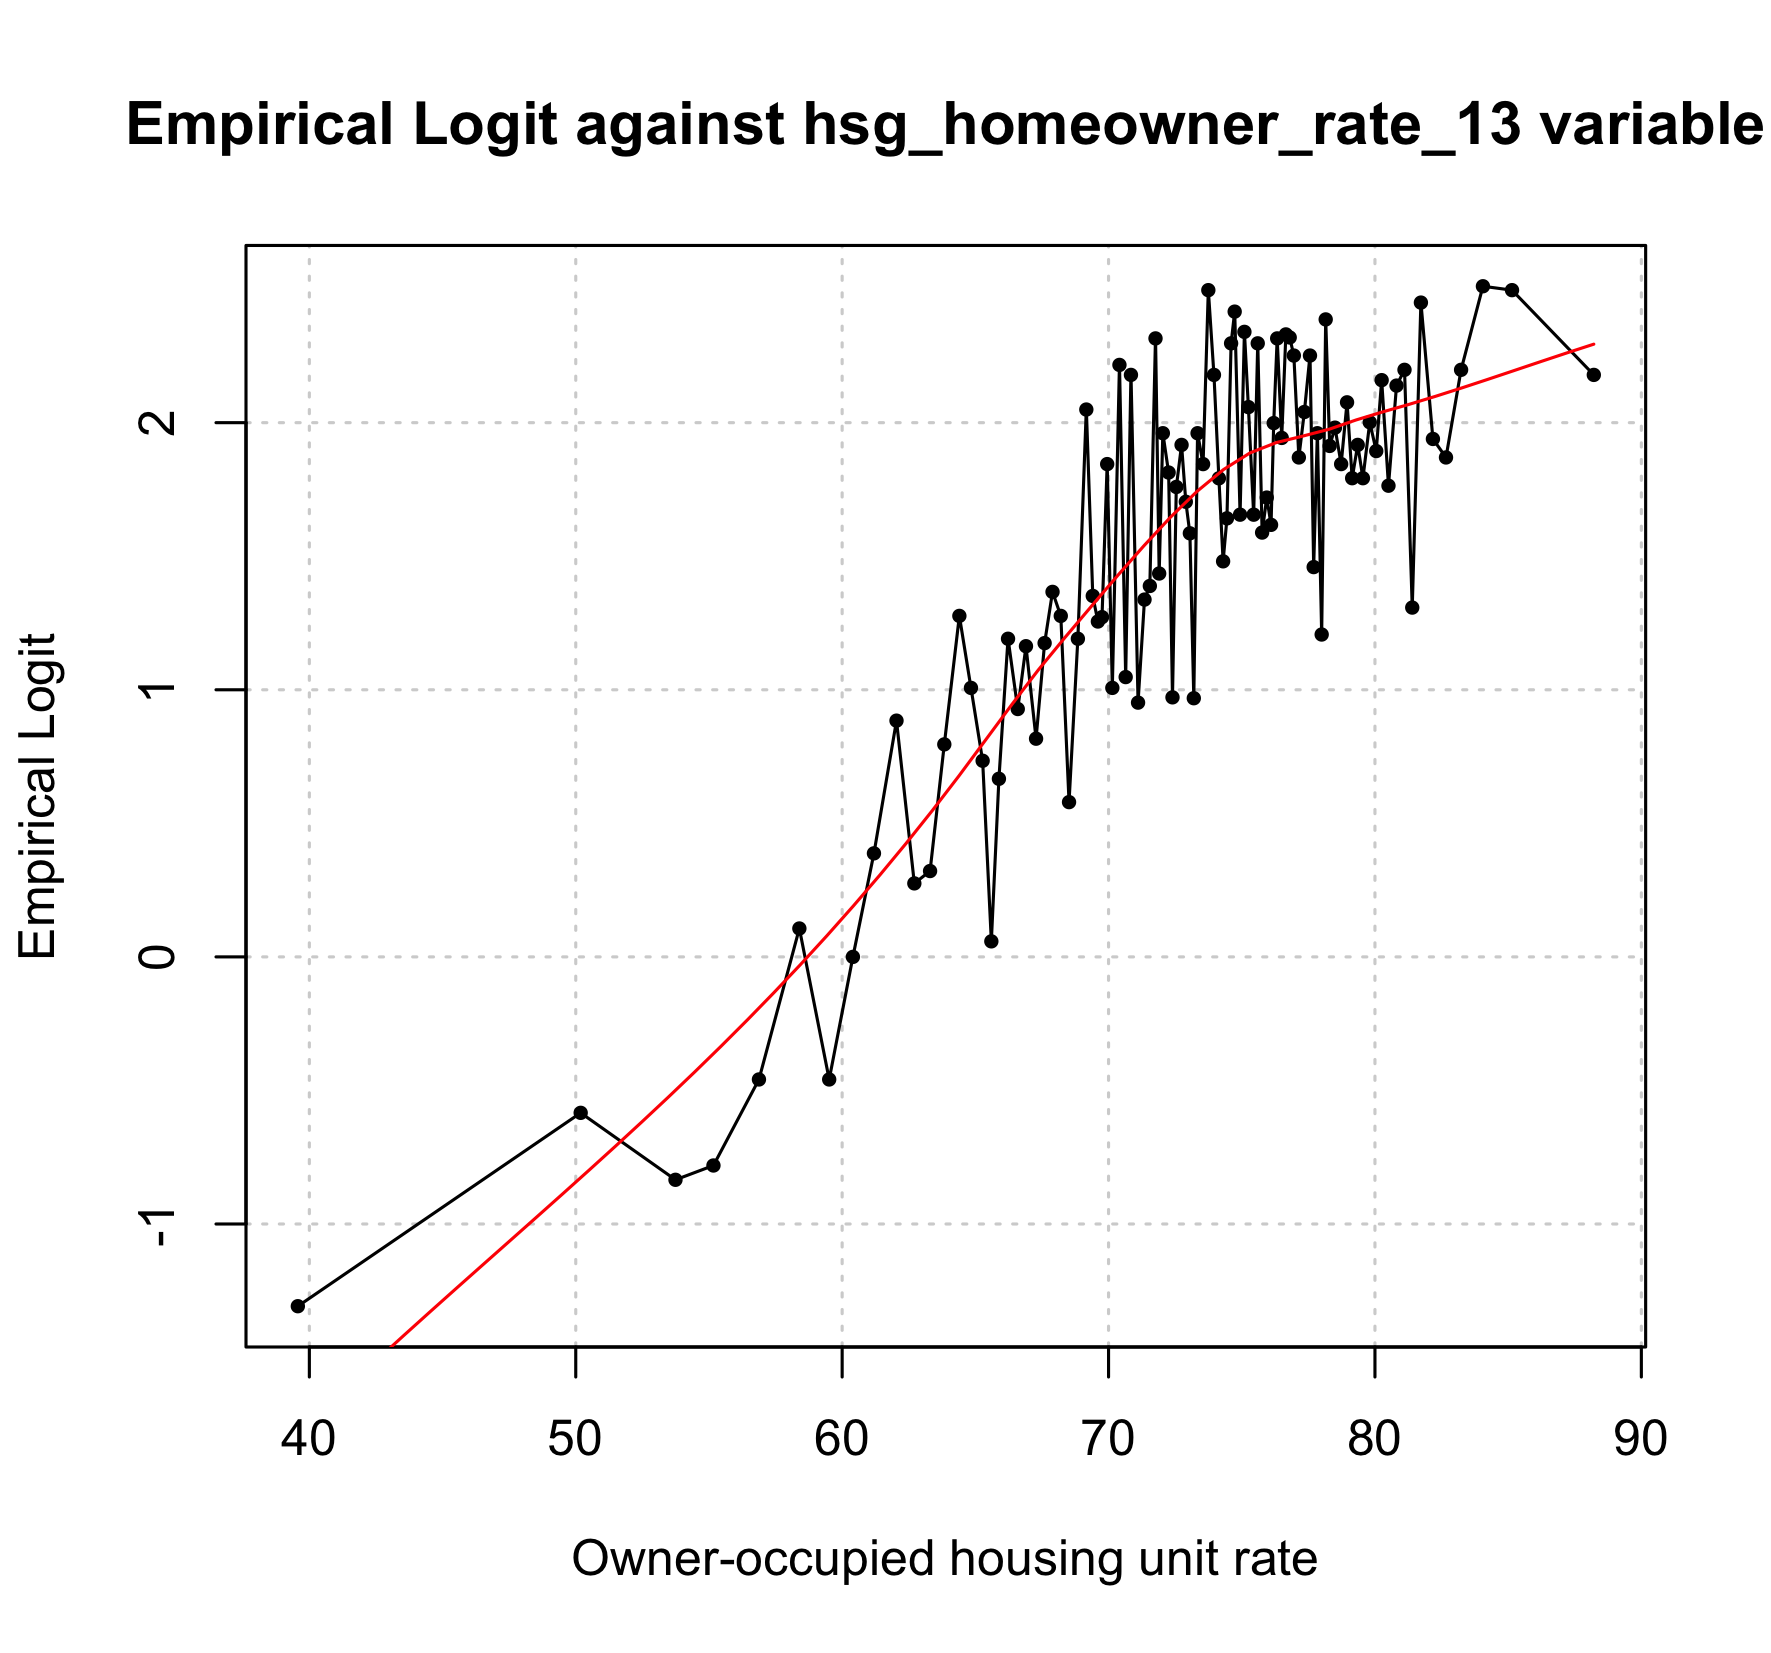 Empirical Logit against hsg_homeowner_rate_13 variable
Empirical Logit
2
1
0
-1
40 50 60 70 80 90
Owner-occupied housing unit rate